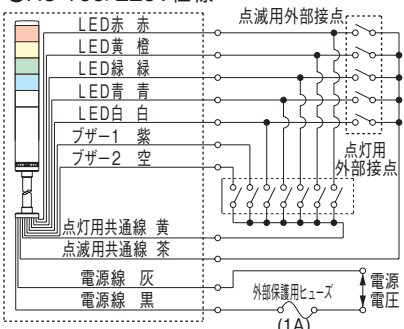 点滅用外部接点
LED赤 赤
LED黄 橙
LED緑 緑
LED青 青
LED白 白
ブザー1 紫
ブザー2 空
点灯用
外部接点
点灯用共通線 黄
点滅用共通線 茶
電源線 灰
電源線 黒
外部保護用ヒューズ
(1A)
電源
電圧